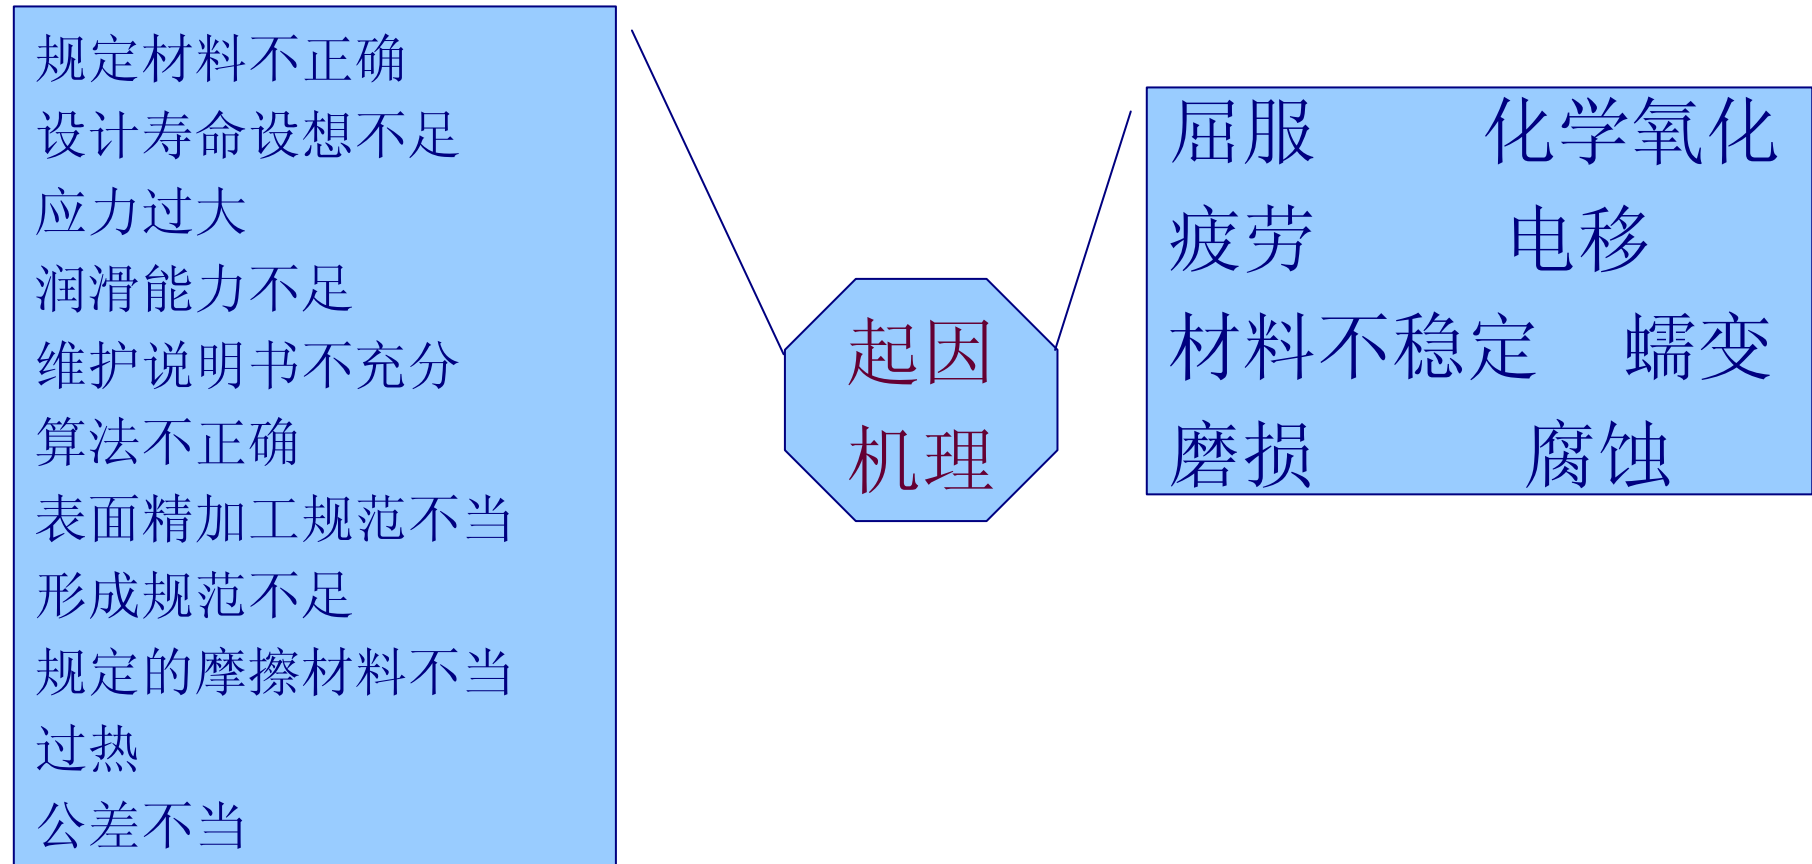 规定材料不正确
设计寿命设想不足
应力过大
润滑能力不足
维护说明书不充分
算法不正确
表面精加工规范不当
形成规范不足
规定的摩擦材料不当
过热
公差不当
起因
机理
屈服 化学氧化
疲劳 电移
材料不稳定 蠕变
磨损 腐蚀